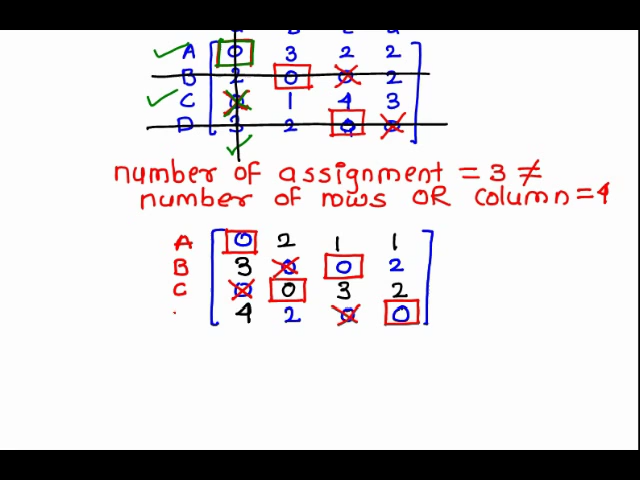 A 0 3 2 2
B 2 0 0 2
C 0 1 4 3
D 3 2 0 0
number of assignment = 3 ≠
number of rows OR column = 4
A 0 2 1 1
B 3 0 0 2
C 0 0 3 2
4 2 0 0